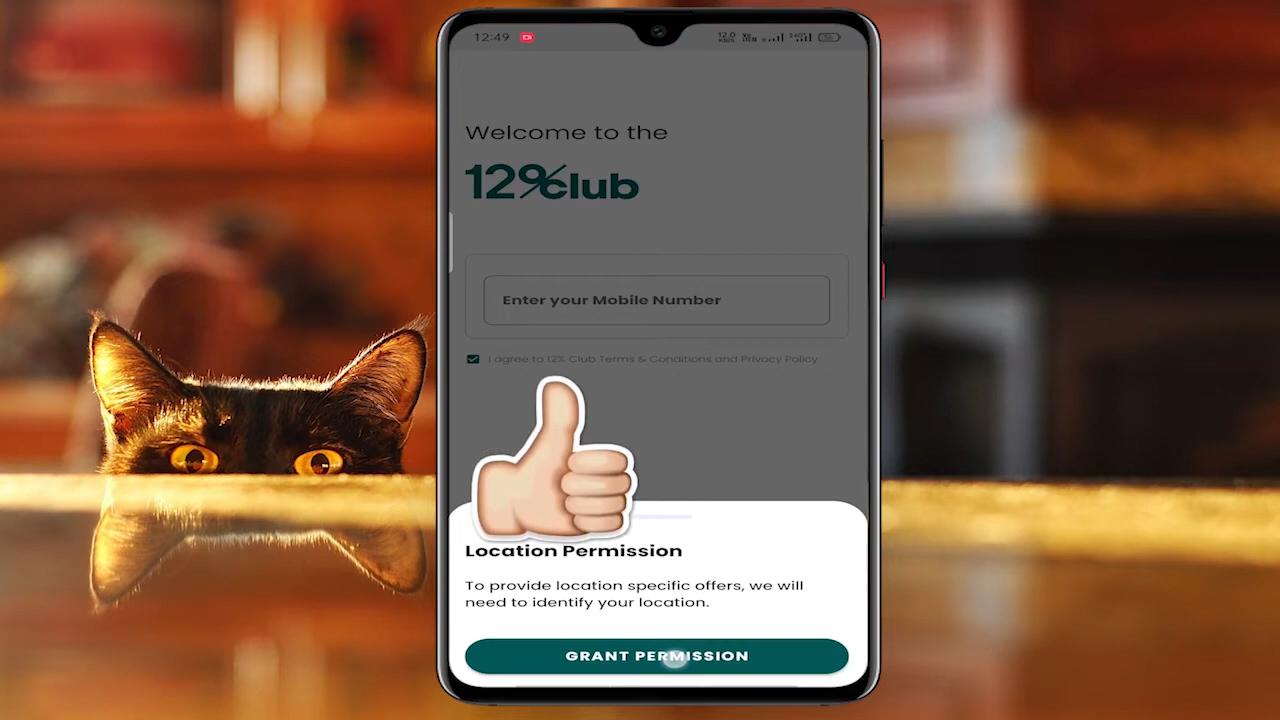 12:49
Welcome to the
12%club
Enter your Mobile Number
I agree to 12% Club Terms & Conditions and Privacy Policy
Location Permission
To provide location specific offers, we will
need to identify your location.
GRANT PERMISSION